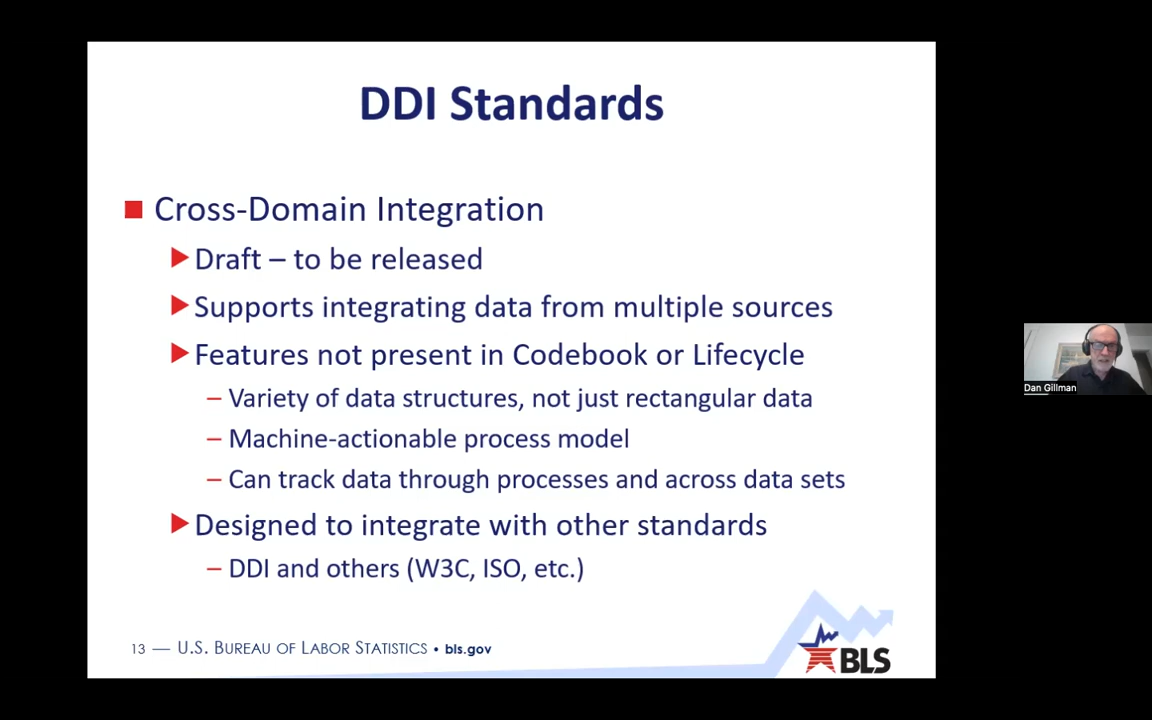 DDI Standards
Cross-Domain Integration
Draft – to be released
Supports integrating data from multiple sources
Features not present in Codebook or Lifecycle
– Variety of data structures, not just rectangular data
– Machine-actionable process model
– Can track data through processes and across data sets
Designed to integrate with other standards
– DDI and others (W3C, ISO, etc.)
13 — U.S. BUREAU OF LABOR STATISTICS • bls.gov
BLS
Dan Gillman